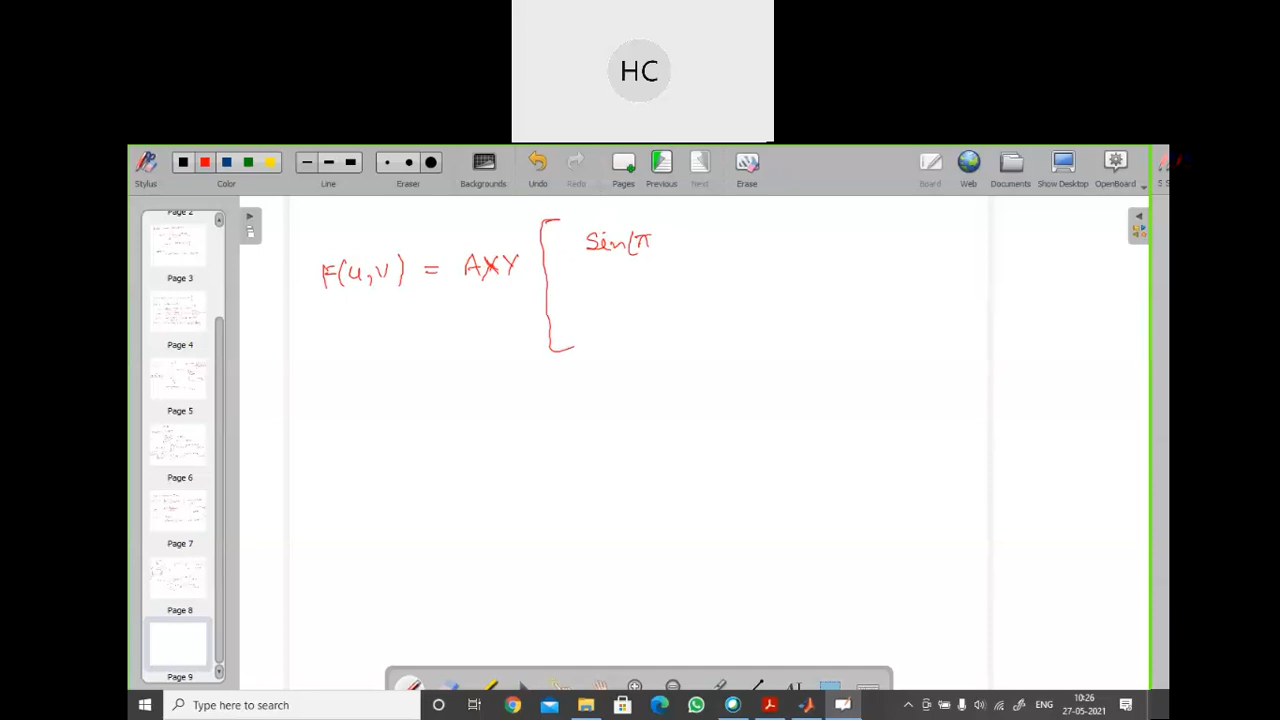 HC
Stylus Color Line Eraser Backgrounds Undo Redo Pages Previous Next Erase Board Web Documents Show Desktop OpenBoard
Page 2
Page 3
Page 4
Page 5
Page 6
Page 7
Page 8
Page 9
F(u,v) = AXY [ Sin(π
Type here to search
ENG
10:26
27-05-2021